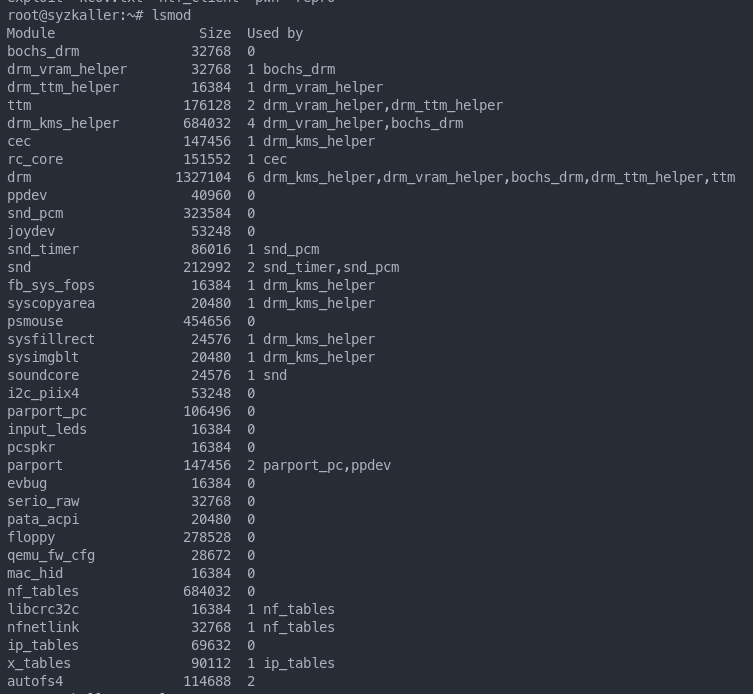 root@syzkaller:~# lsmod
Module                  Size  Used by
bochs_drm              32768  0
drm_vram_helper        32768  1 bochs_drm
drm_ttm_helper         16384  1 drm_vram_helper
ttm                   176128  2 drm_vram_helper,drm_ttm_helper
drm_kms_helper        684032  4 drm_vram_helper,bochs_drm
cec                   147456  1 drm_kms_helper
rc_core               151552  1 cec
drm                  1327104  6 drm_kms_helper,drm_vram_helper,bochs_drm,drm_ttm_helper,ttm
ppdev                  40960  0
snd_pcm               323584  0
joydev                 53248  0
snd_timer              86016  1 snd_pcm
snd                   212992  2 snd_timer,snd_pcm
fb_sys_fops            16384  1 drm_kms_helper
syscopyarea            20480  1 drm_kms_helper
psmouse               454656  0
sysfillrect            24576  1 drm_kms_helper
sysimgblt              20480  1 drm_kms_helper
soundcore              24576  1 snd
i2c_piix4              53248  0
parport_pc            106496  0
input_leds             16384  0
pcspkr                 16384  0
parport               147456  2 parport_pc,ppdev
evbug                  16384  0
serio_raw              32768  0
pata_acpi              20480  0
floppy                278528  0
qemu_fw_cfg            28672  0
mac_hid                16384  0
nf_tables             684032  0
libcrc32c              16384  1 nf_tables
nfnetlink              32768  1 nf_tables
ip_tables              69632  0
x_tables               90112  1 ip_tables
autofs4               114688  2